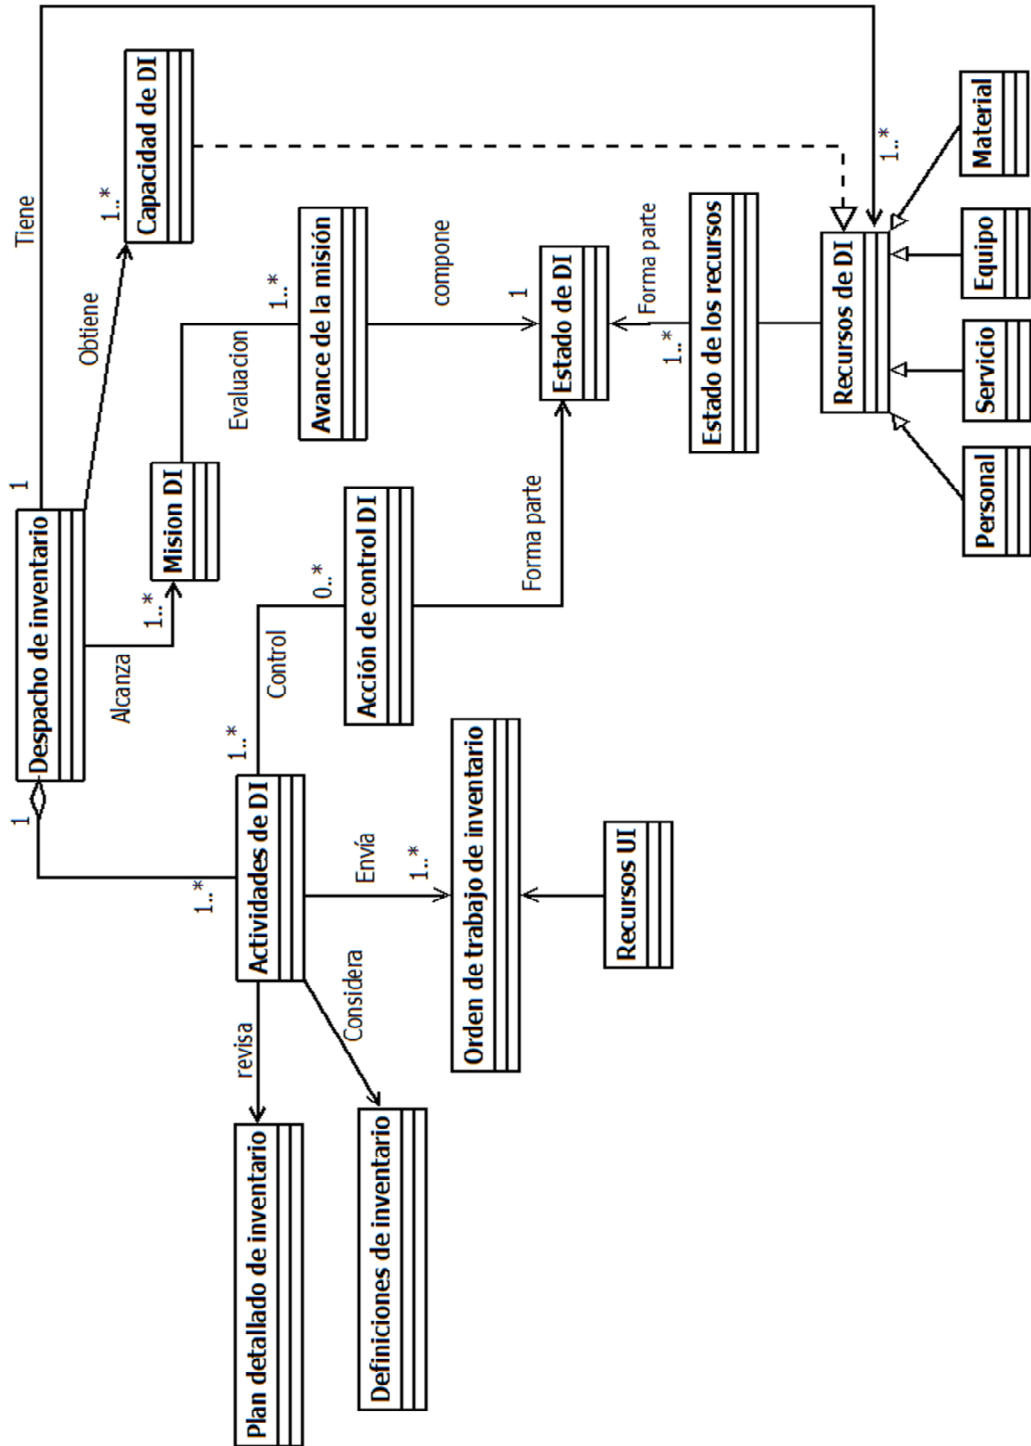 Tiene
1
1..*
Despacho de inventario
1
1..*
Obtiene
1..*
Capacidad de DI
Alcanza
1..*
Mision DI
Evaluacion
1..*
Avance de la misión
compone
1
Estado de DI
Actividades de DI
1..*
Control
0..*
Acción de control DI
Forma parte
revisa
Plan detallado de inventario
Considera
Definiciones de inventario
Envía
1..*
Orden de trabajo de inventario
Recursos UI
Forma parte
1..*
Estado de los recursos
Recursos de DI
Personal
Servicio
Equipo
Material